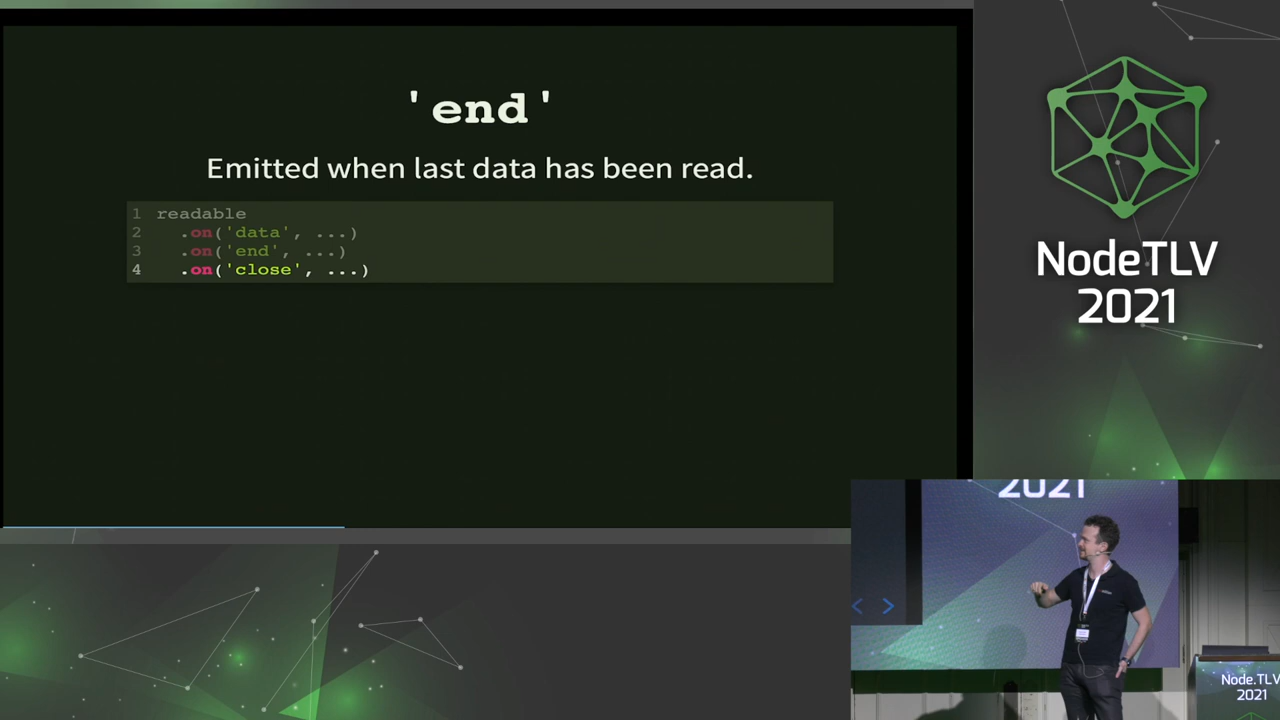 'end'
Emitted when last data has been read.
1 readable
2   .on('data', ...)
3   .on('end', ...)
4   .on('close', ...)
NodeTLV
2021
2021
Node.TLV
2021